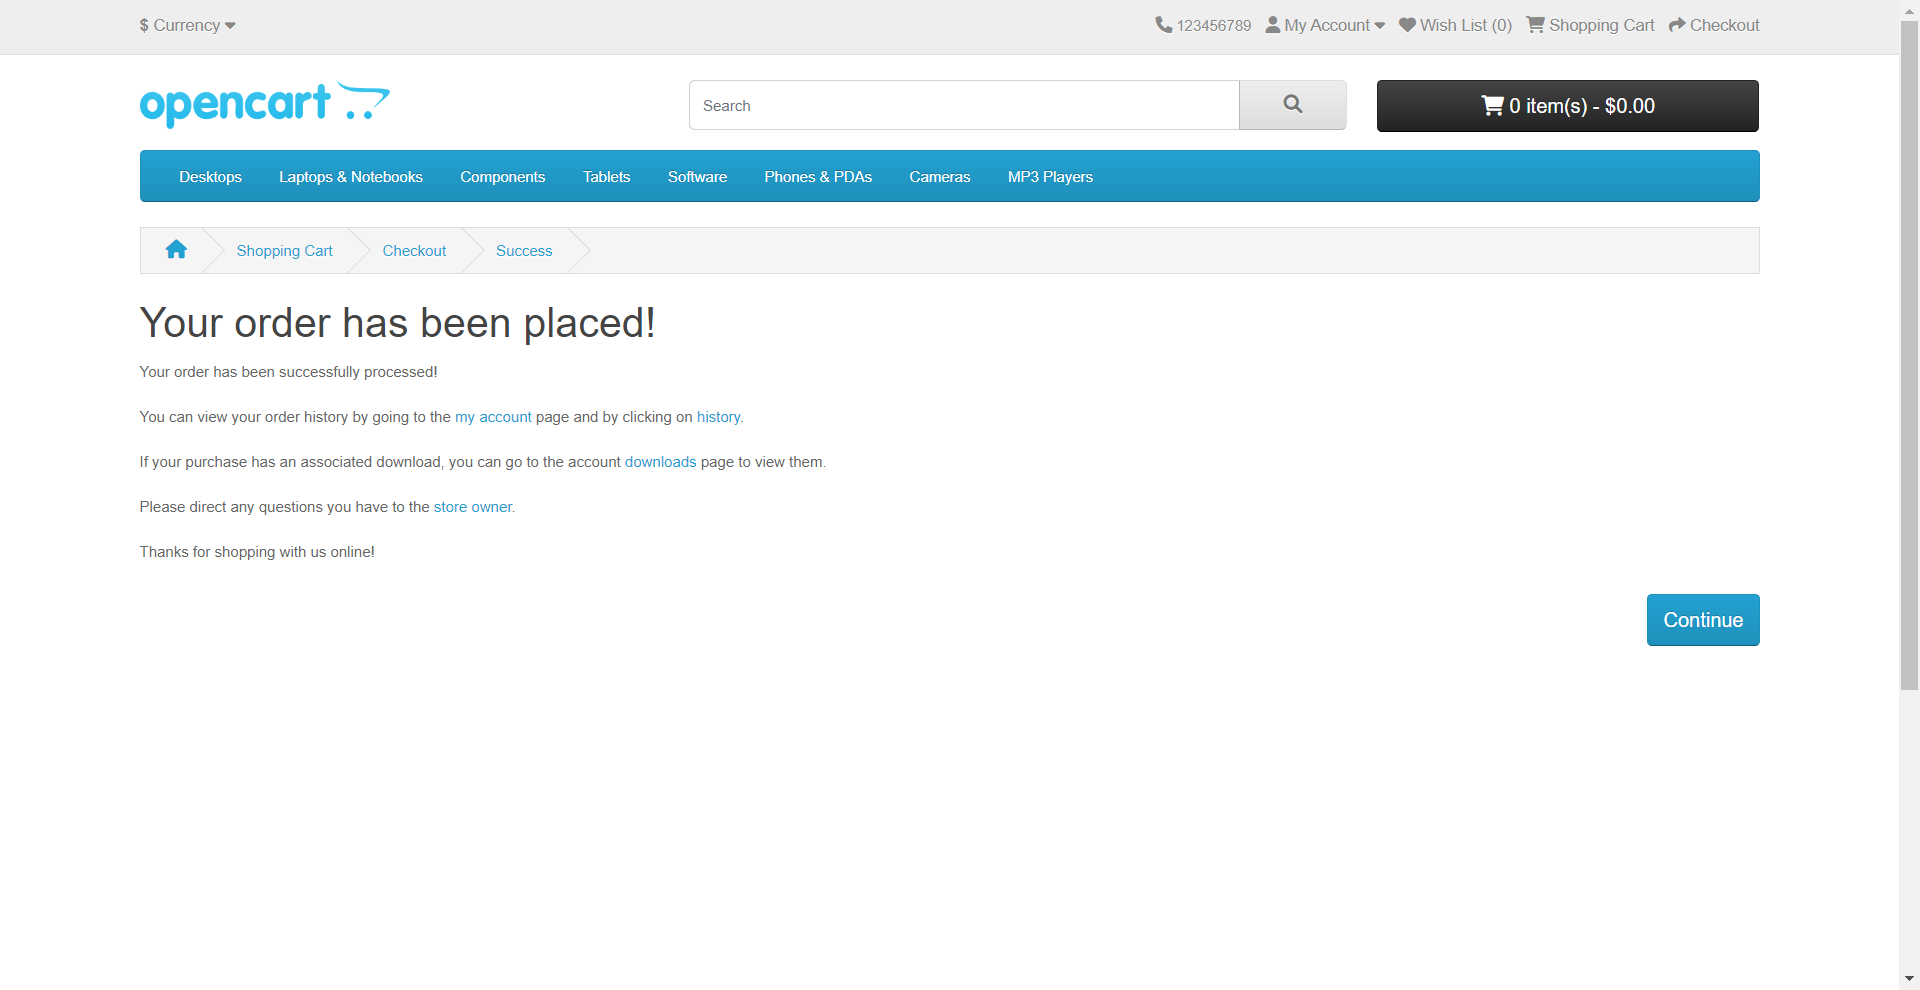 $ Currency
123456789 My Account Wish List (0) Shopping Cart Checkout
opencart
Search
0 item(s) - $0.00
Desktops Laptops & Notebooks Components Tablets Software Phones & PDAs Cameras MP3 Players
Shopping Cart Checkout Success
Your order has been placed!
Your order has been successfully processed!
You can view your order history by going to the my account page and by clicking on history.
If your purchase has an associated download, you can go to the account downloads page to view them.
Please direct any questions you have to the store owner.
Thanks for shopping with us online!
Continue